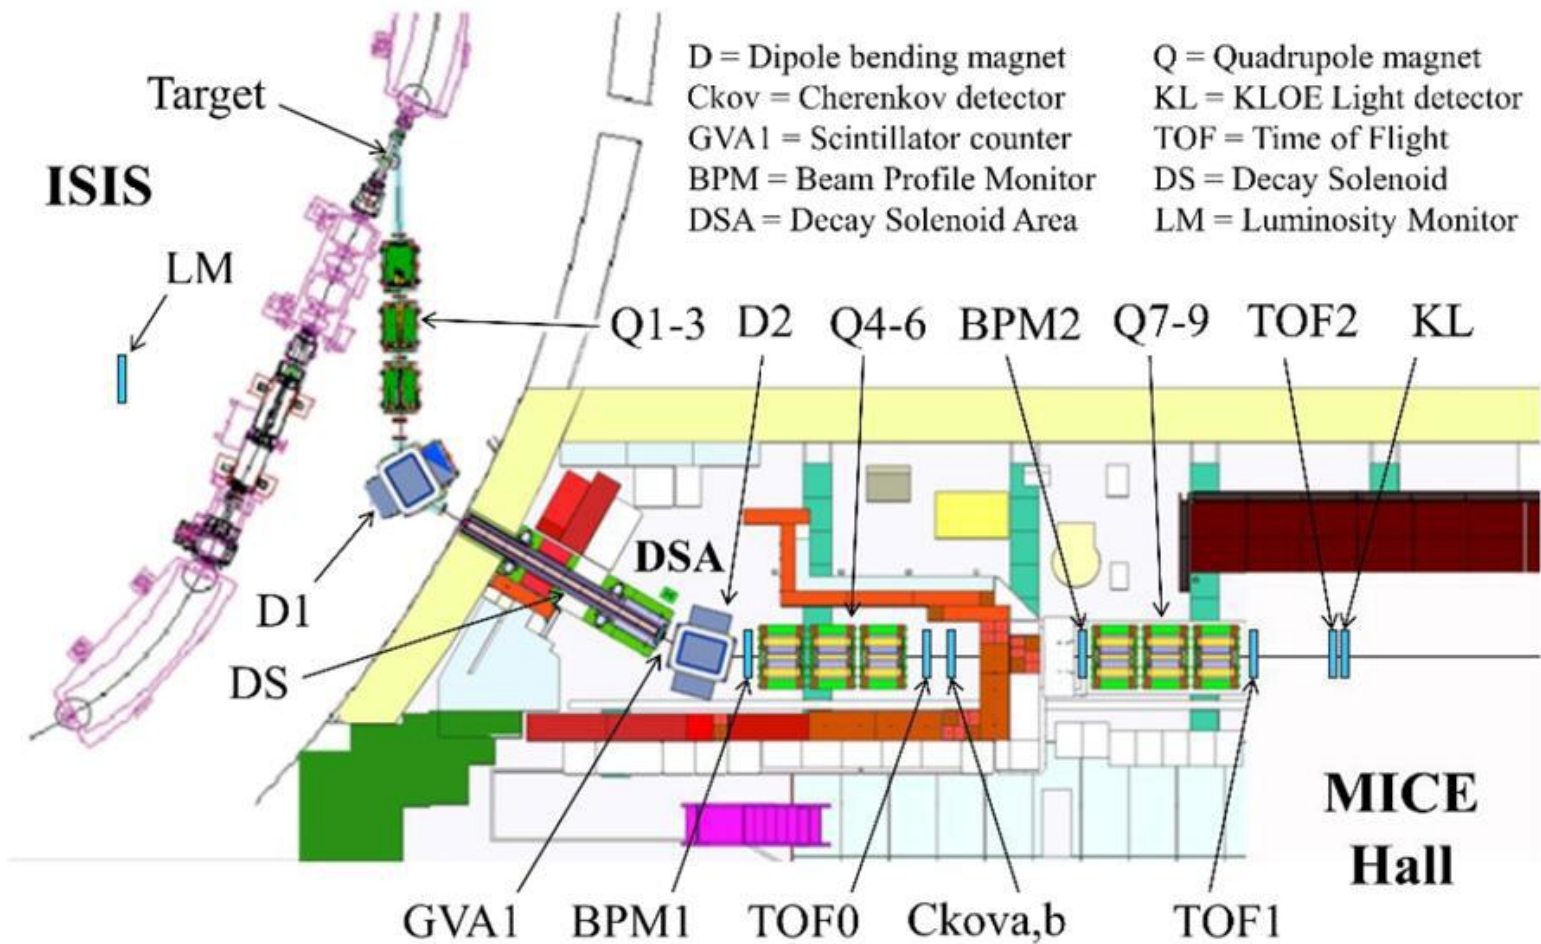 D = Dipole bending magnet
Q = Quadrupole magnet
Ckov = Cherenkov detector
KL = KLOE Light detector
GVA1 = Scintillator counter
TOF = Time of Flight
BPM = Beam Profile Monitor
DS = Decay Solenoid
DSA = Decay Solenoid Area
LM = Luminosity Monitor
Target
ISIS
LM
Q1-3
D2
Q4-6
BPM2
Q7-9
TOF2
KL
DSA
D1
DS
MICE
Hall
GVA1
BPM1
TOF0
Ckova,b
TOF1